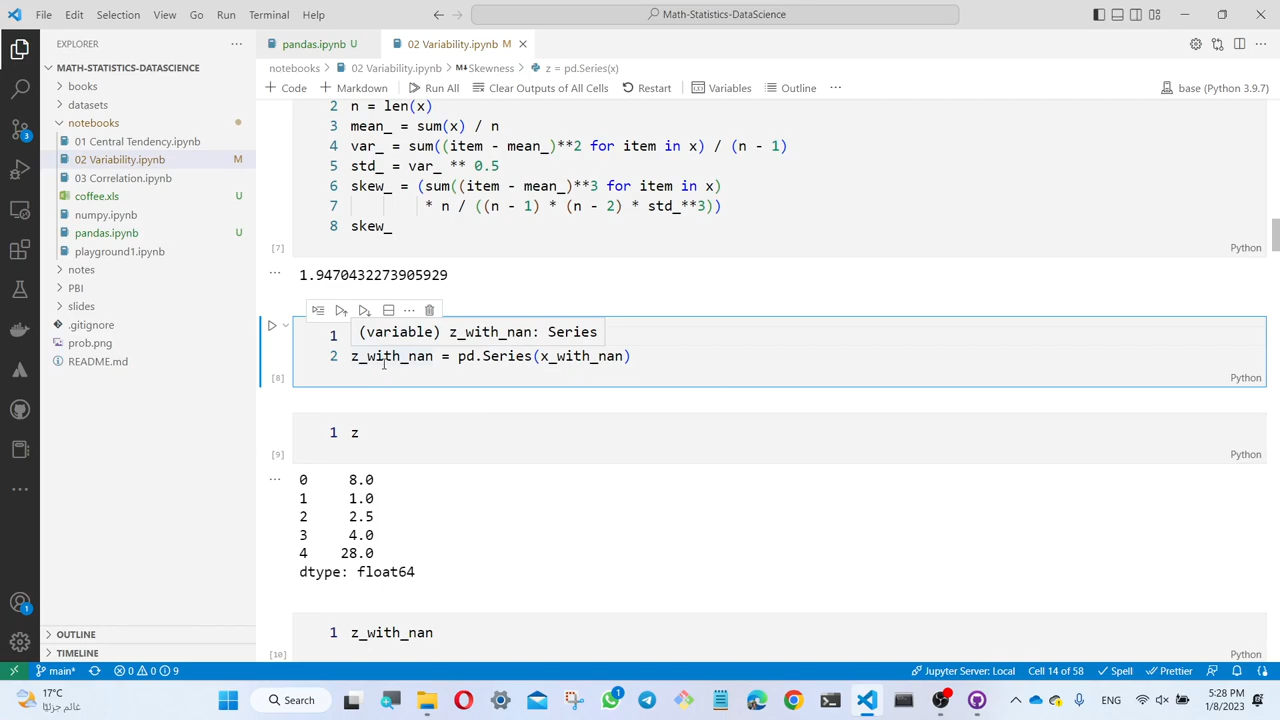 File Edit Selection View Go Run Terminal Help
Math-Statistics-DataScience
EXPLORER
MATH-STATISTICS-DATASCIENCE
books
datasets
notebooks
01 Central Tendency.ipynb
02 Variability.ipynb M
03 Correlation.ipynb
coffee.xls U
numpy.ipynb
pandas.ipynb U
playground1.ipynb
notes
PBI
slides
.gitignore
prob.png
README.md
OUTLINE
TIMELINE
pandas.ipynb U 02 Variability.ipynb M
notebooks > 02 Variability.ipynb > Skewness > z = pd.Series(x)
Code Markdown Run All Clear Outputs of All Cells Restart Variables Outline
base (Python 3.9.7)
2 n = len(x)
3 mean_ = sum(x) / n
4 var_ = sum((item - mean_)**2 for item in x) / (n - 1)
5 std_ = var_ ** 0.5
6 skew_ = (sum((item - mean_)**3 for item in x)
7 * n / ((n - 1) * (n - 2) * std_**3))
8 skew_
[7] Python
1.9470432273905929
(variable) z_with_nan: Series
1
2 z_with_nan = pd.Series(x_with_nan)
[8] Python
1 z
[9] Python
0 8.0
1 1.0
2 2.5
3 4.0
4 28.0
dtype: float64
1 z_with_nan
[10] Python
3
1
main* 0 0 9 Jupyter Server: Local Cell 14 of 58 Spell Prettier
17°C
Search
1
ENG
5:28 PM
1/8/2023